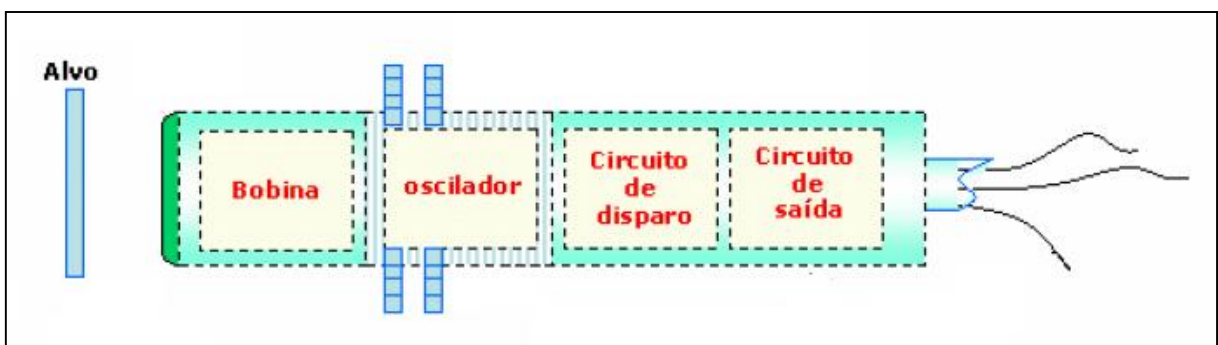 Alvo
Bobina
oscilador
Circuito
de
disparo
Circuito
de
saída